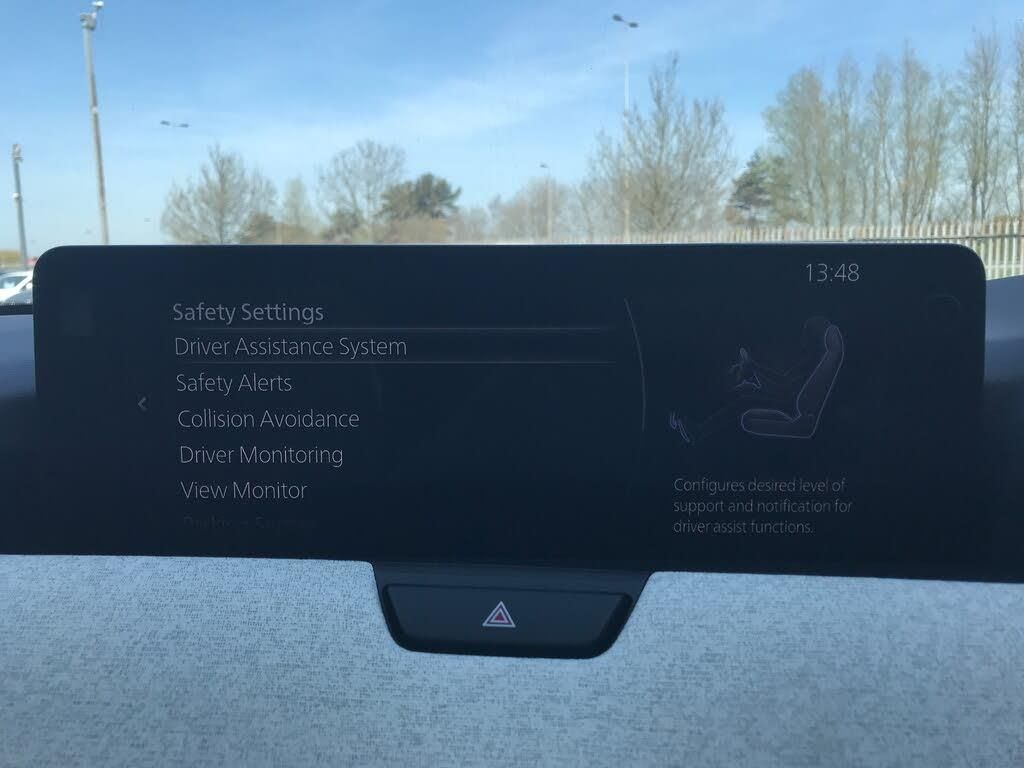 13:48
Safety Settings
Driver Assistance System
Safety Alerts
Collision Avoidance
Driver Monitoring
View Monitor
Configures desired level of
support and notification for
driver assist functions.